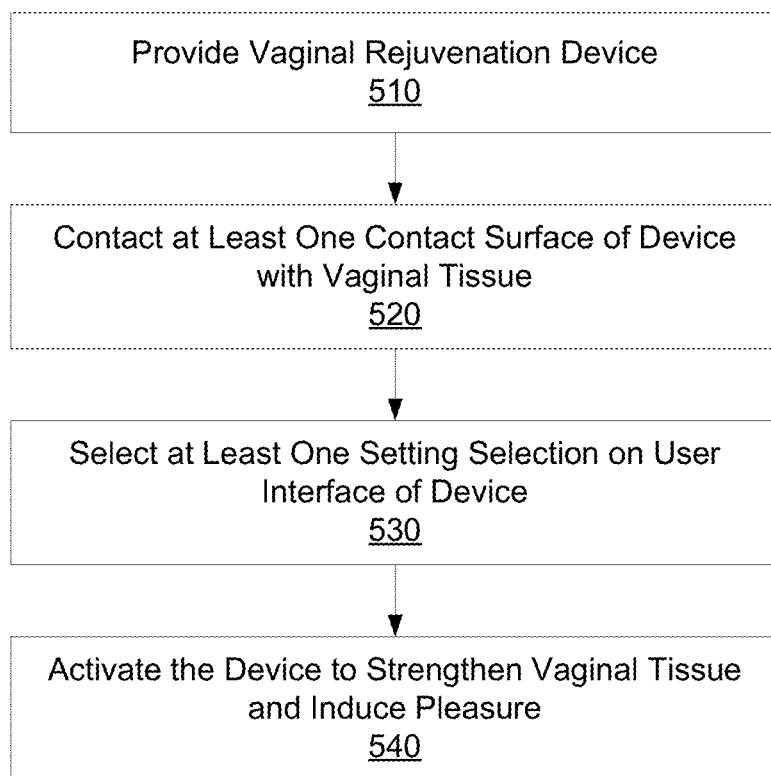 Provide Vaginal Rejuvenation Device
510
Contact at Least One Contact Surface of Device
with Vaginal Tissue
520
Select at Least One Setting Selection on User
Interface of Device
530
Activate the Device to Strengthen Vaginal Tissue
and Induce Pleasure
540